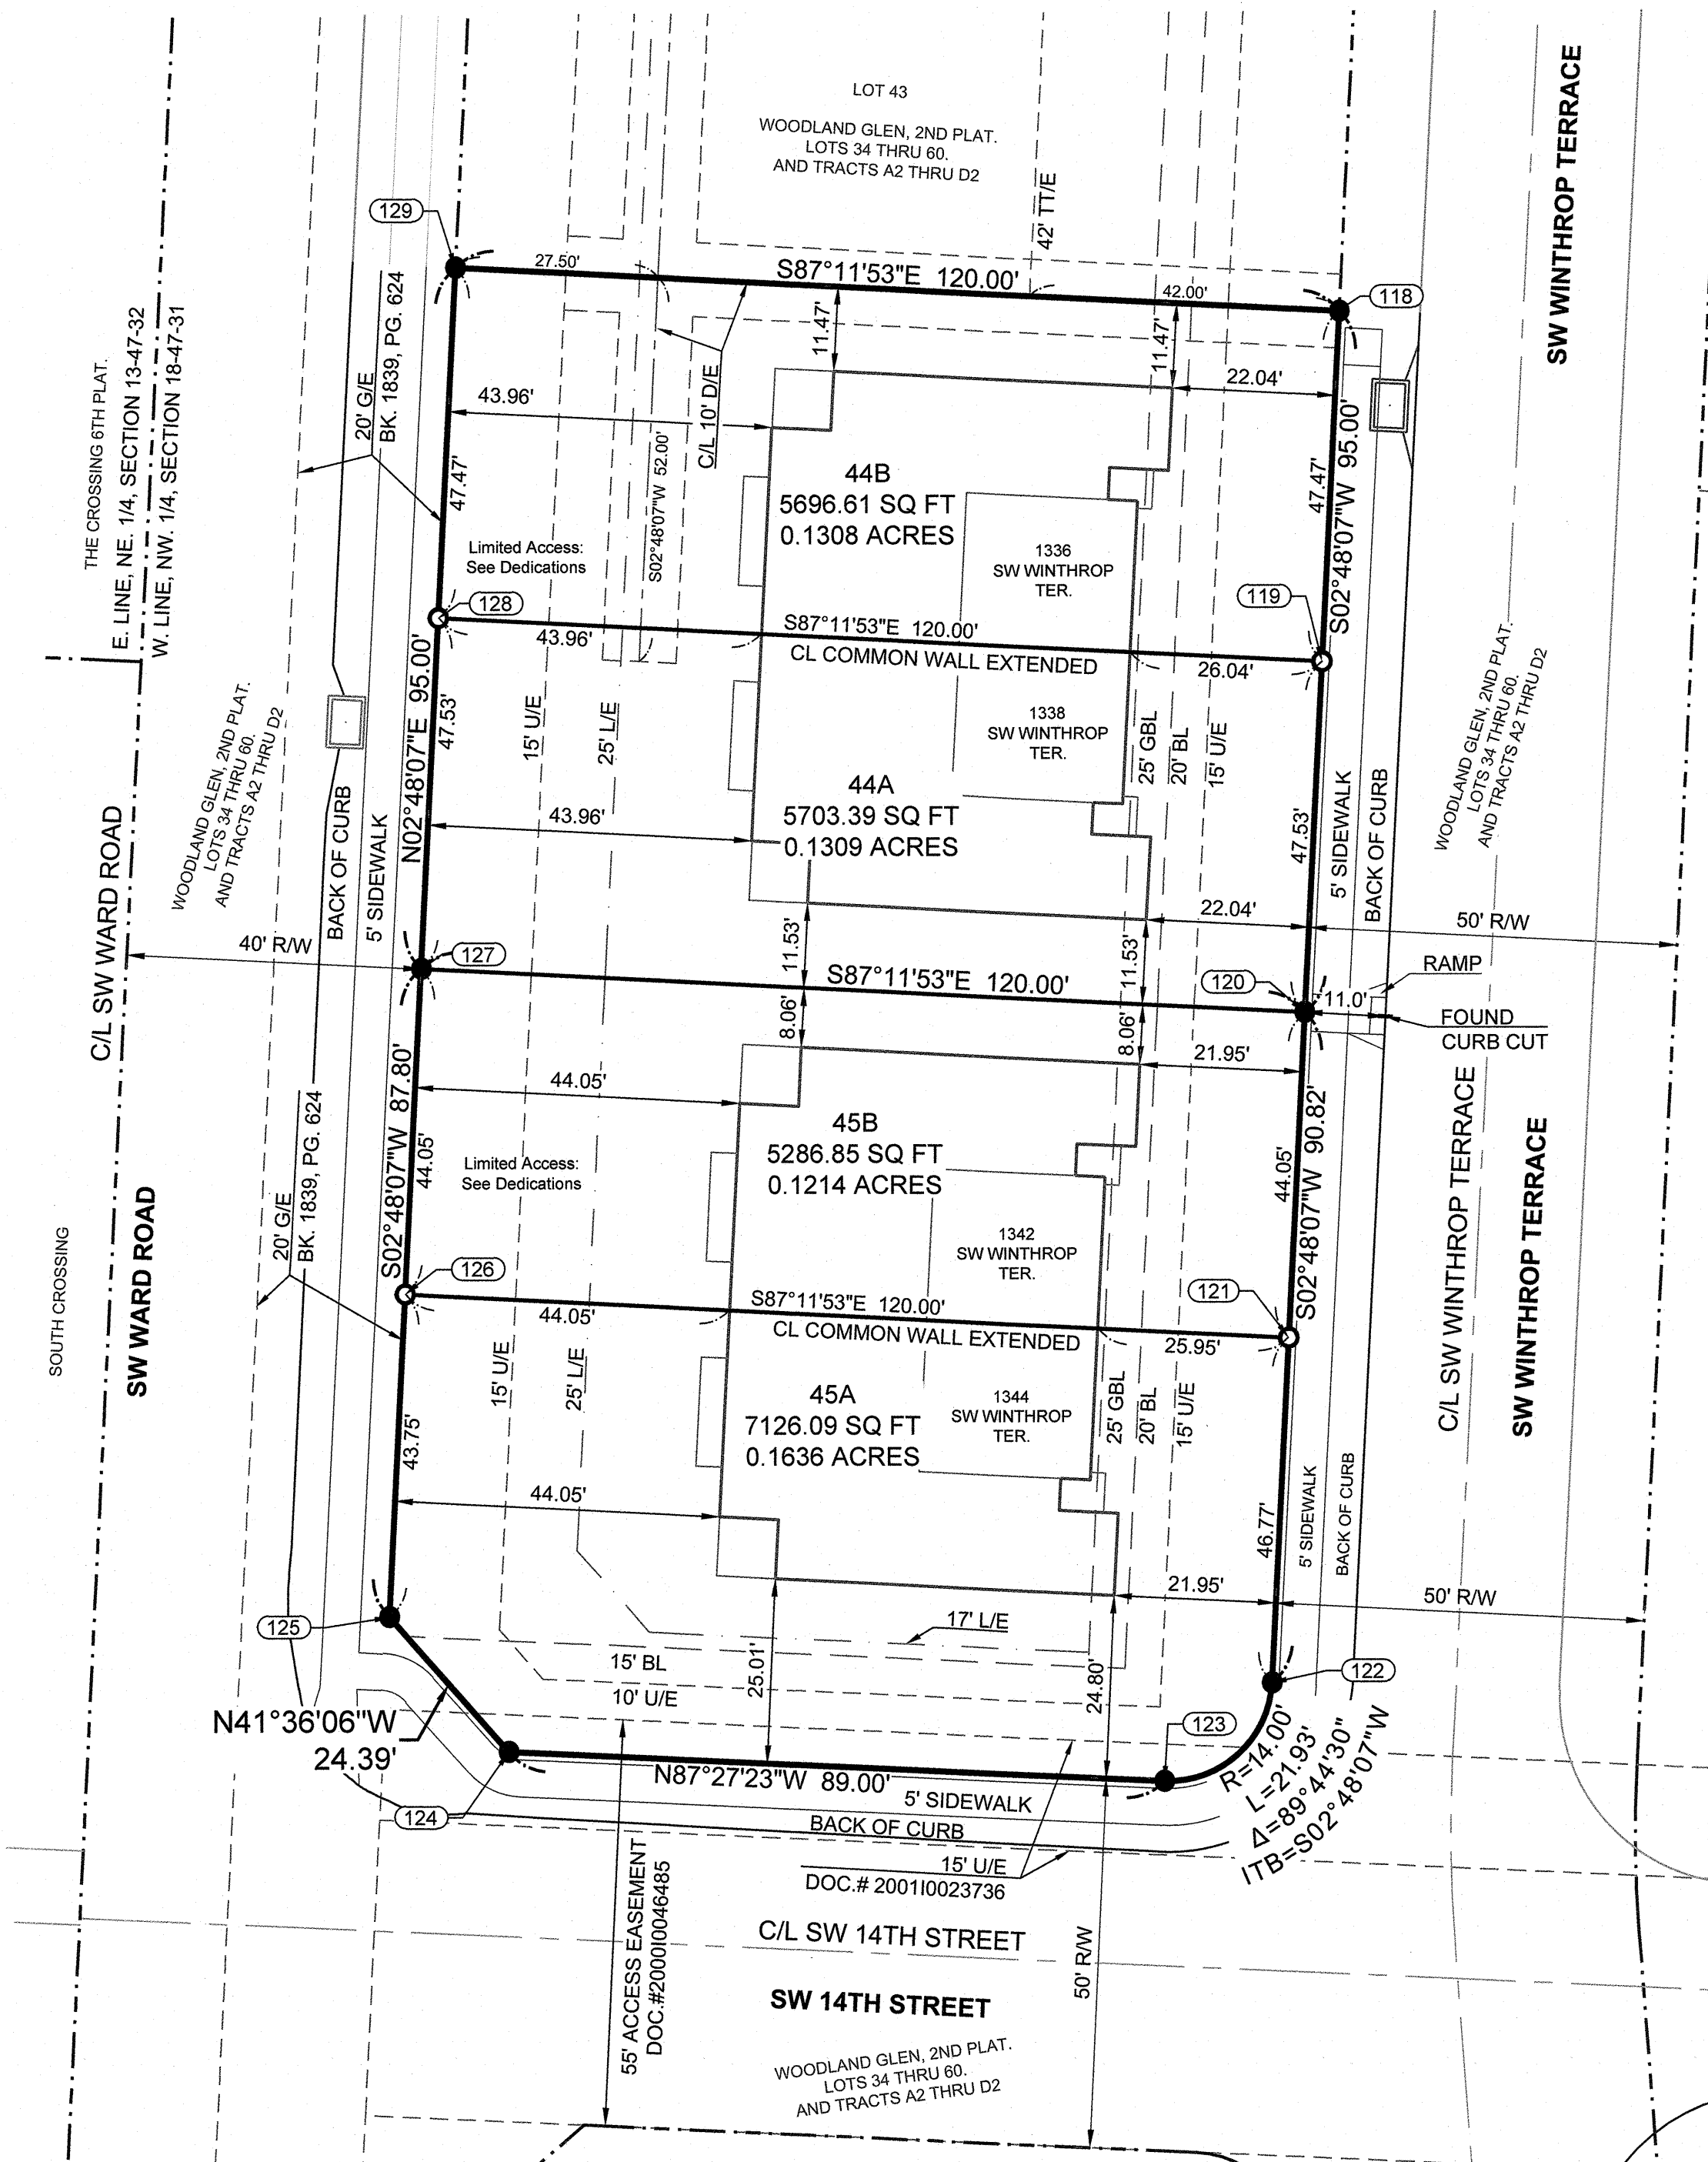 LOT 43
WOODLAND GLEN, 2ND PLAT.
LOTS 34 THRU 60.
AND TRACTS A2 THRU D2
42' TT/E
SW WINTHROP TERRACE
129
27.50'
S87°11'53"E 120.00'
42.00'
118
THE CROSSING 6TH PLAT.
E. LINE, NE. 1/4, SECTION 13-47-32
W. LINE, NW. 1/4, SECTION 18-47-31
20' G/E
BK. 1839, PG. 624
11.47'
11.47'
43.96'
22.04'
C/L 10' D/E
47.47'
S02°48'07"W 52.00'
44B
5696.61 SQ FT
0.1308 ACRES
47.47'
S02°48'07"W 95.00'
Limited Access:
See Dedications
1336
SW WINTHROP
TER.
128
119
43.96'
S87°11'53"E 120.00'
CL COMMON WALL EXTENDED
26.04'
WOODLAND GLEN, 2ND PLAT.
LOTS 34 THRU 60.
AND TRACTS A2 THRU D2
N02°48'07"E 95.00'
47.53'
15' U/E
25' L/E
1338
SW WINTHROP
TER.
25' GBL
20' BL
15' U/E
WOODLAND GLEN, 2ND PLAT.
LOTS 34 THRU 60.
AND TRACTS A2 THRU D2
44A
5703.39 SQ FT
0.1309 ACRES
43.96'
47.53'
BACK OF CURB
5' SIDEWALK
5' SIDEWALK
BACK OF CURB
C/L SW WARD ROAD
22.04'
50' R/W
40' R/W
127
11.53'
11.53'
S87°11'53"E 120.00'
120
11.0'
RAMP
FOUND
CURB CUT
8.06'
8.06'
21.95'
44.05'
S02°48'07"W 87.80'
44.05'
45B
5286.85 SQ FT
0.1214 ACRES
44.05'
S02°48'07"W 90.82'
C/L SW WINTHROP TERRACE
SW WINTHROP TERRACE
Limited Access:
See Dedications
20' G/E
BK. 1839, PG. 624
SOUTH CROSSING
SW WARD ROAD
1342
SW WINTHROP
TER.
126
121
44.05'
S87°11'53"E 120.00'
CL COMMON WALL EXTENDED
25.95'
43.75'
15' U/E
25' L/E
45A
7126.09 SQ FT
0.1636 ACRES
1344
SW WINTHROP
TER.
25' GBL
20' BL
15' U/E
44.05'
46.77'
5' SIDEWALK
BACK OF CURB
21.95'
50' R/W
125
17' L/E
15' BL
10' U/E
25.01'
24.80'
122
N41°36'06"W
24.39'
123
N87°27'23"W 89.00'
5' SIDEWALK
R=14.00'
L=21.93'
Δ=89°44'30"
ITB=S02°48'07"W
124
BACK OF CURB
15' U/E
DOC.# 2001I0023736
55' ACCESS EASEMENT
DOC.#2000I0046485
C/L SW 14TH STREET
50' R/W
SW 14TH STREET
WOODLAND GLEN, 2ND PLAT.
LOTS 34 THRU 60.
AND TRACTS A2 THRU D2